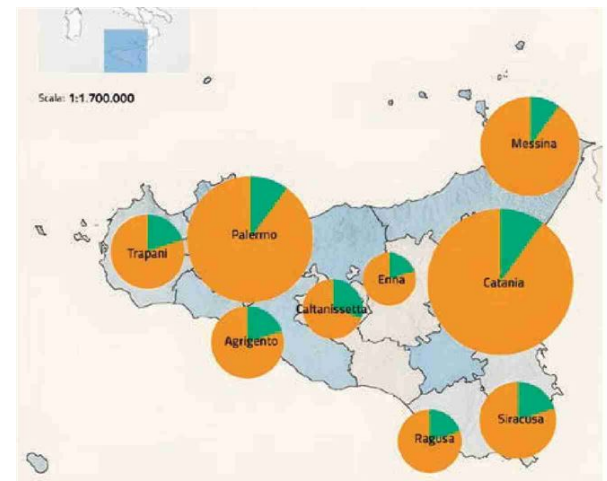 Scala: 1:1.700.000
Messina
Palermo
Trapani
Enna
Catania
Caltanissetta
Agrigento
Siracusa
Ragusa